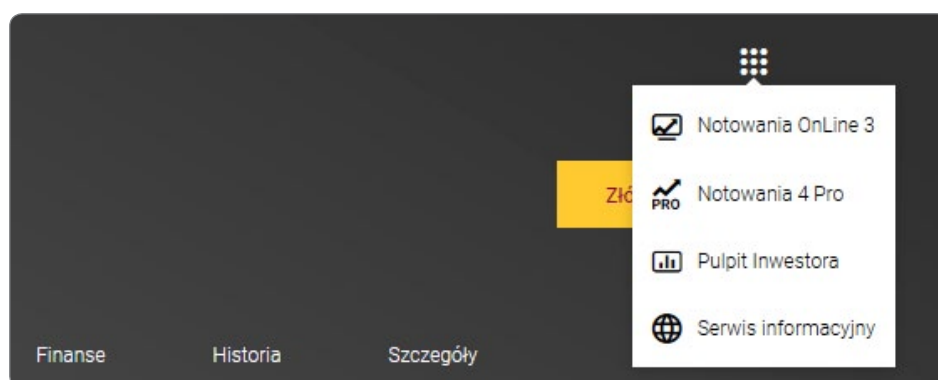 Notowania OnLine 3
Złó
PRO
Notowania 4 Pro
Pulpit Inwestora
Serwis informacyjny
Finanse
Historia
Szczegóły